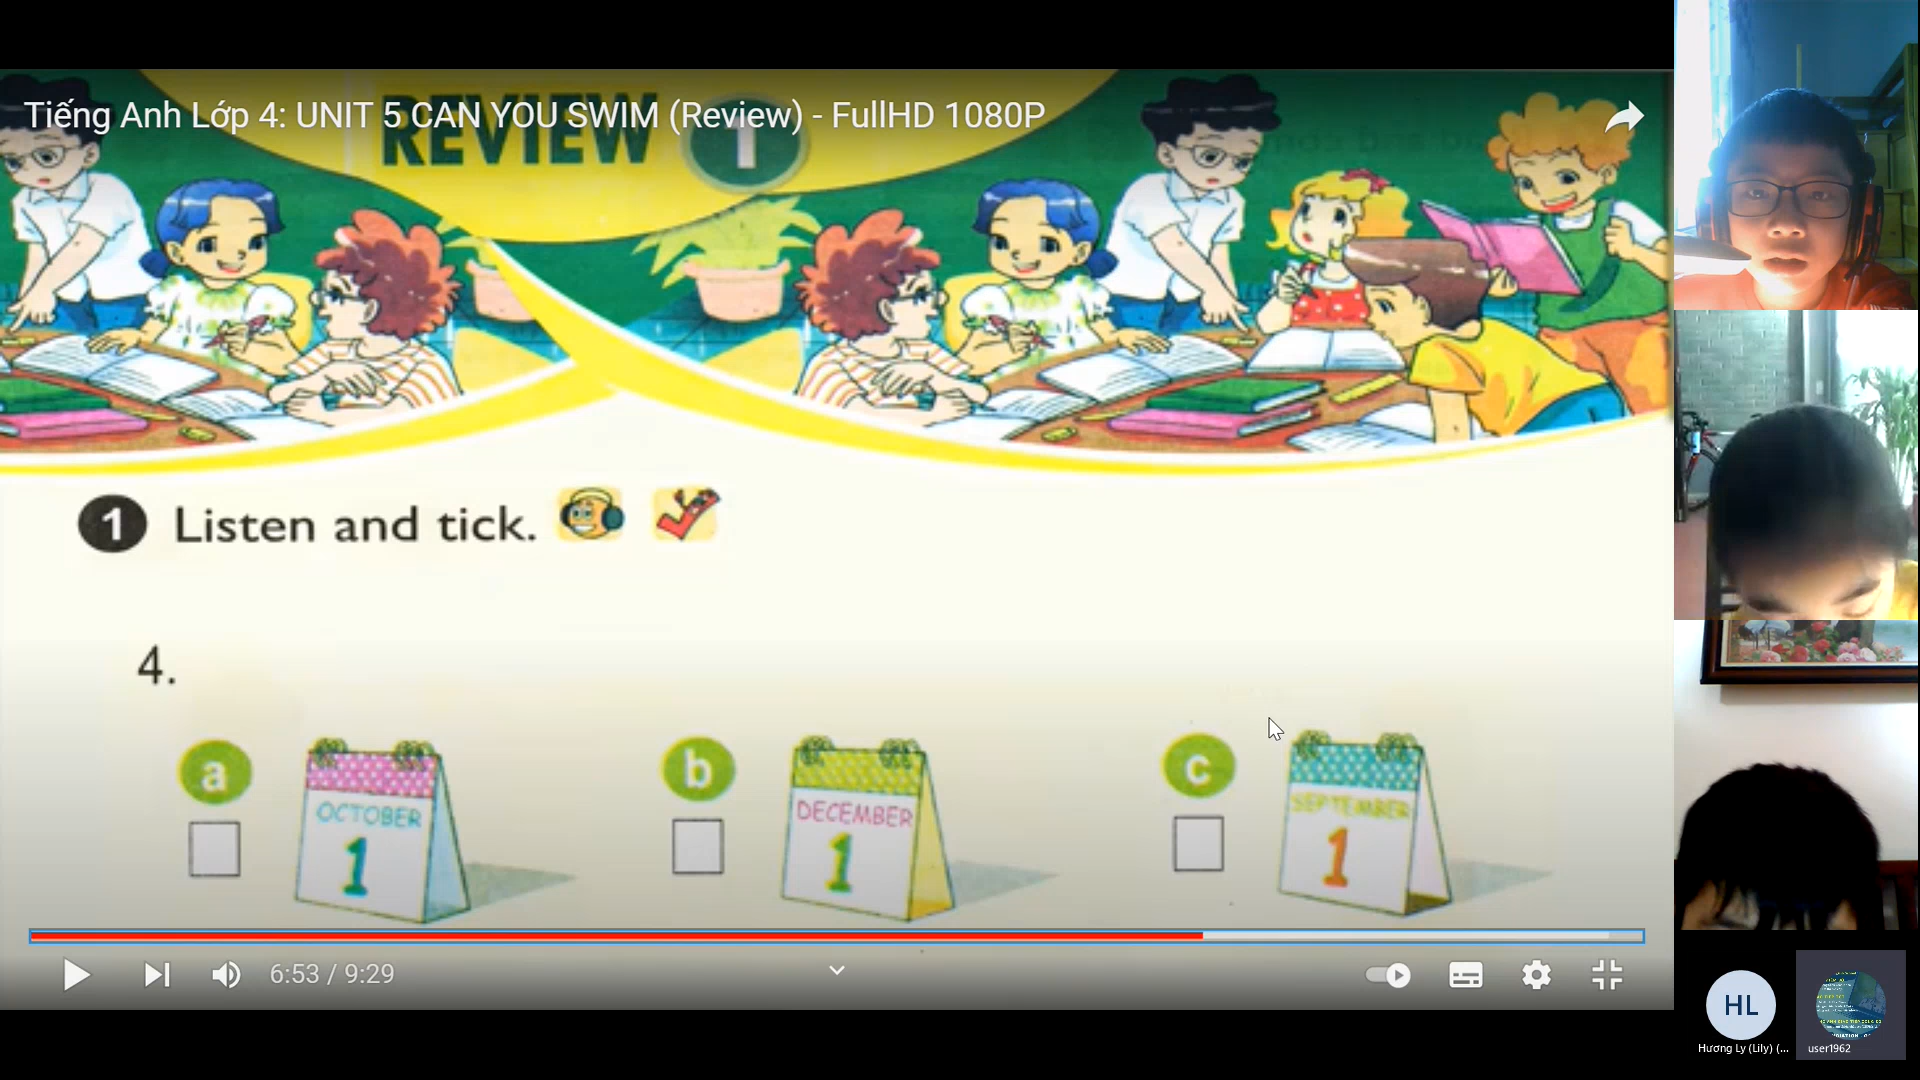 Tiếng Anh Lớp 4: UNIT 5 CAN YOU SWIM (Review) - FullHD 1080P
REVIEW 1
1 Listen and tick.
4.
a
OCTOBER
1
b
DECEMBER
1
c
SEPTEMBER
1
6:53 / 9:29
HL
Hương Ly (Lily) (...
user1962